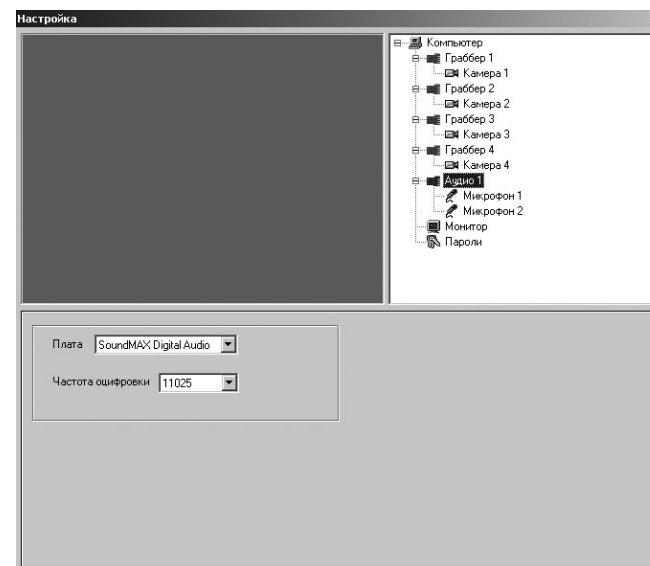 Настройка
Компьютер
Граббер 1
Камера 1
Граббер 2
Камера 2
Граббер 3
Камера 3
Граббер 4
Камера 4
Аудио 1
Микрофон 1
Микрофон 2
Монитор
Пароли
Плата SoundMAX Digital Audio
Частота оцифровки 11025